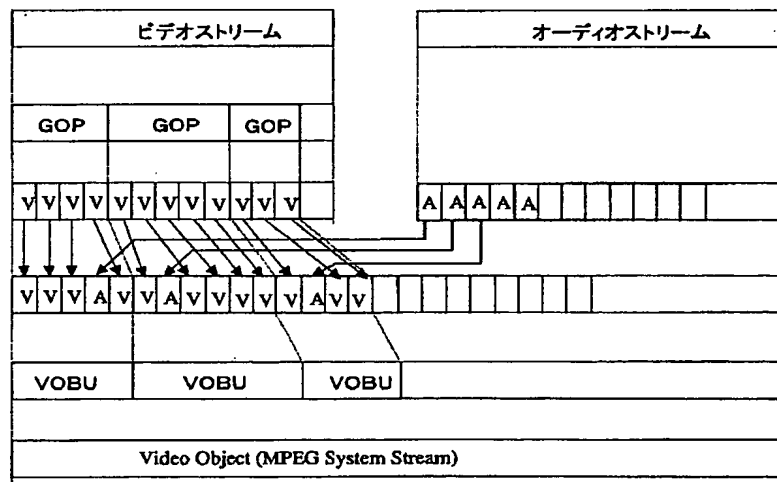 ビデオストリーム オーディオストリーム
GOP GOP GOP
V V V V V V V V V V V V A A A A A
V V V A V V A V V V V V A V V
VOBU VOBU VOBU
Video Object (MPEG System Stream)